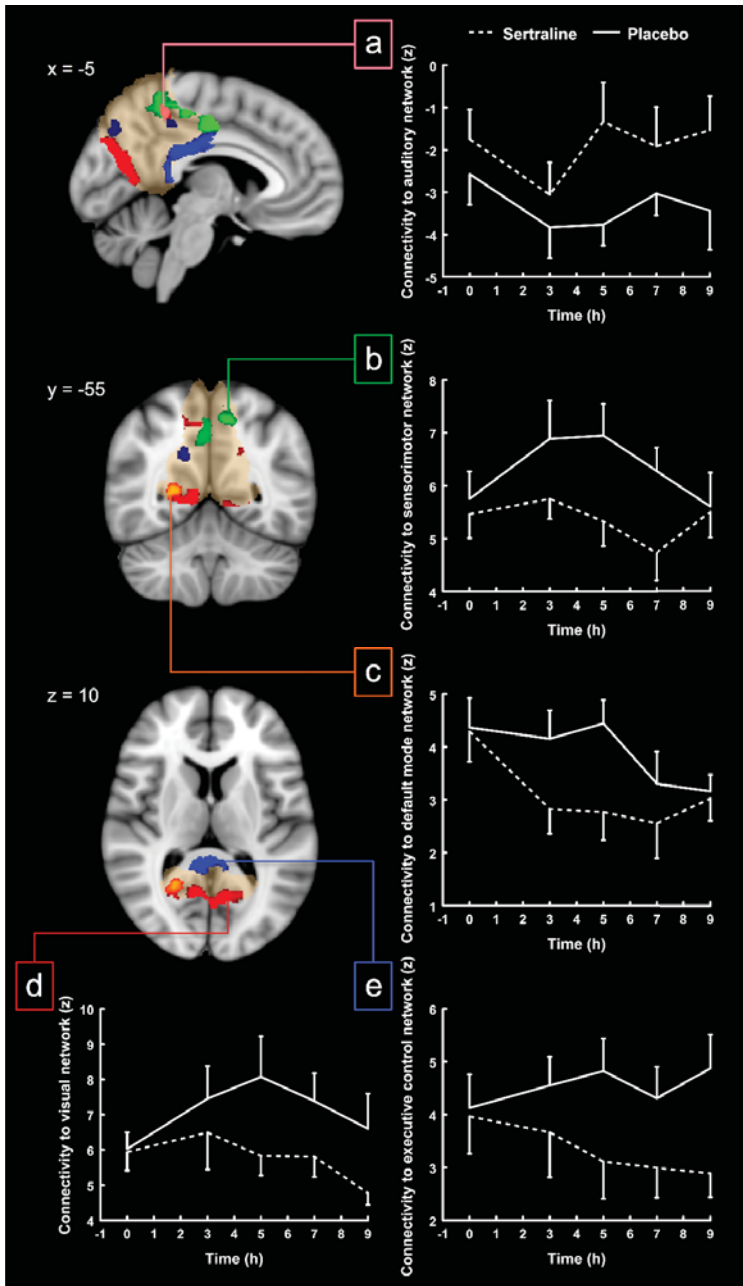 a
x = -5
Sertraline Placebo
Connectivity to auditory network (z)
0
-1
-2
-3
-4
-5
-1 0 1 2 3 4 5 6 7 8 9
Time (h)
b
y = -55
Connectivity to sensorimotor network (z)
8
7
6
5
4
-1 0 1 2 3 4 5 6 7 8 9
Time (h)
c
z = 10
Connectivity to default mode network (z)
5
4
3
2
1
-1 0 1 2 3 4 5 6 7 8 9
Time (h)
d
Connectivity to visual network (z)
10
9
8
7
6
5
4
-1 0 1 2 3 4 5 6 7 8 9
Time (h)
e
Connectivity to executive control network (z)
6
5
4
3
2
-1 0 1 2 3 4 5 6 7 8 9
Time (h)